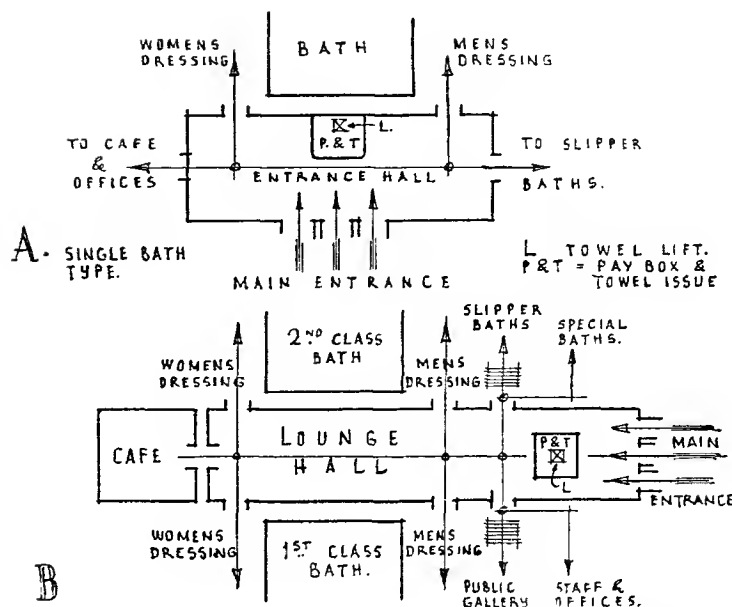 WOMENS
DRESSING
BATH
MENS
DRESSING
L.
P.&T
TO CAFE
&
OFFICES
ENTRANCE HALL
TO SLIPPER
BATHS.
A. SINGLE BATH
TYPE.
MAIN ENTRANCE
L. TOWEL LIFT.
P&T = PAY BOX &
TOWEL ISSUE
SLIPPER
BATHS
SPECIAL
BATHS.
WOMENS
DRESSING
2ND CLASS
BATH
MENS
DRESSING
CAFE
LOUNGE
HALL
P&T
L
MAIN
ENTRANCE
WOMENS
DRESSING
1ST CLASS
BATH.
MENS
DRESSING
B
PUBLIC
GALLERY
STAFF &
OFFICES.